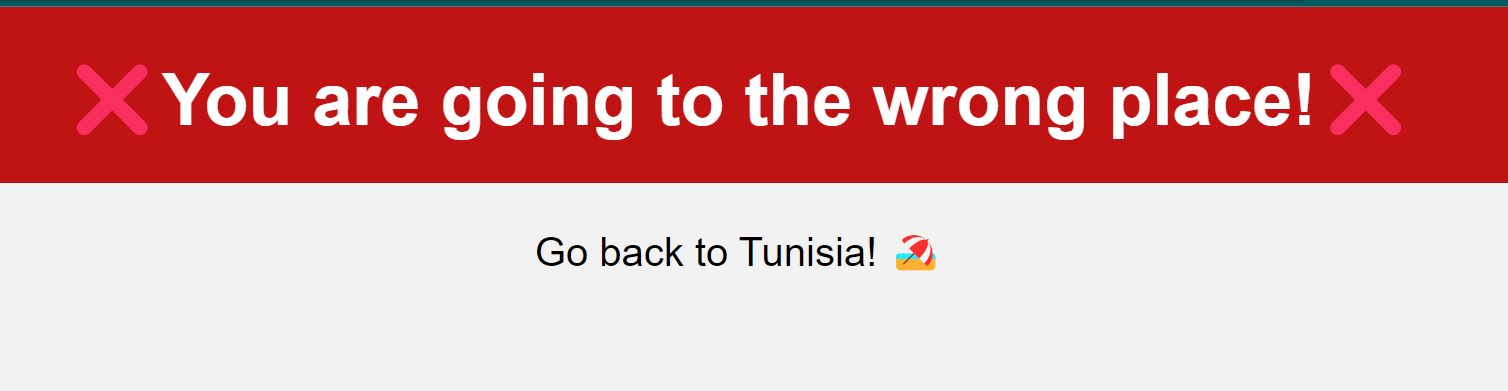 ❌You are going to the wrong place!❌
Go back to Tunisia! 🏖️